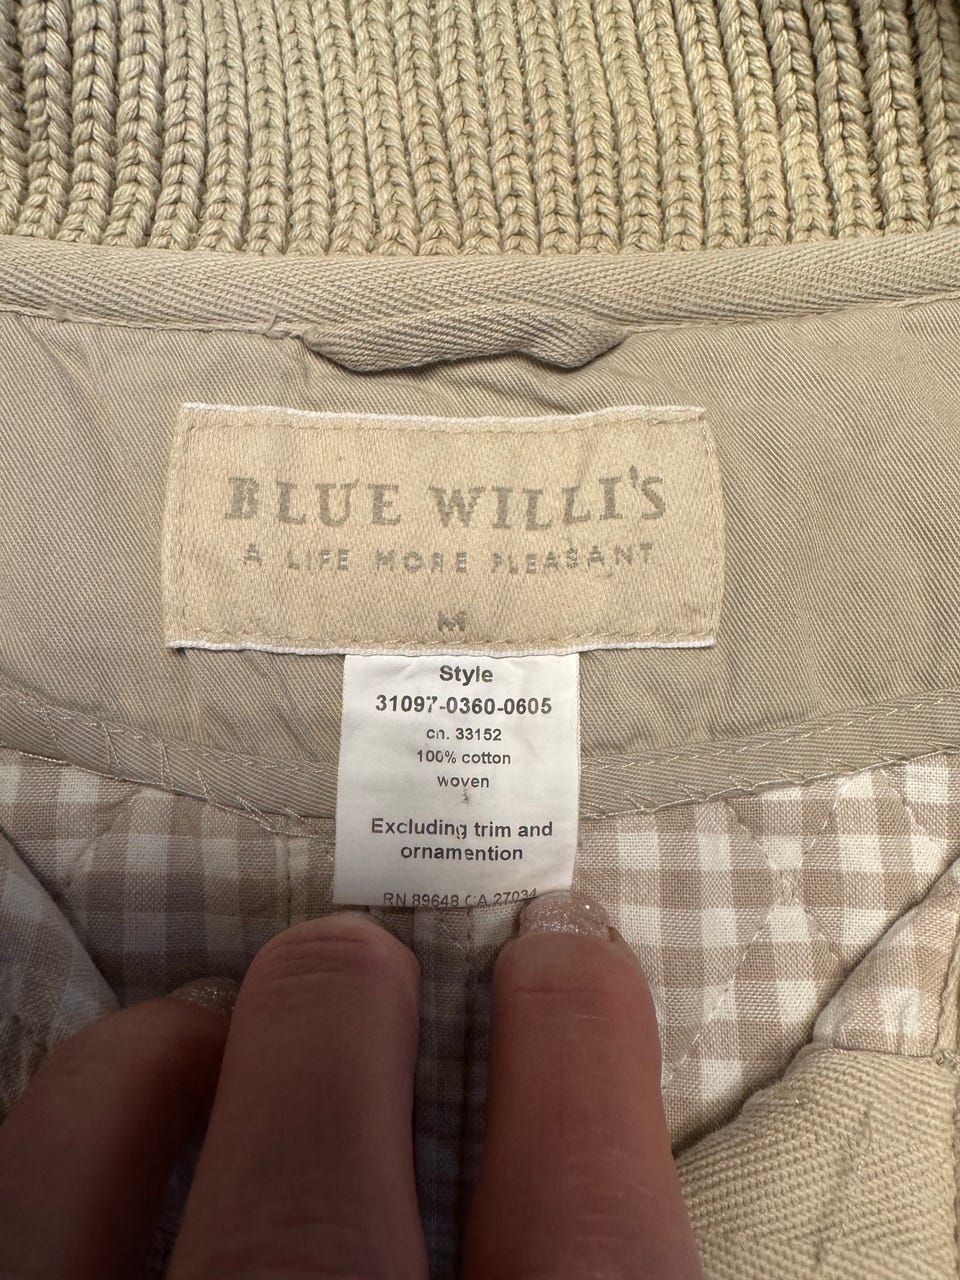 BLUE WILLI'S
A LIFE MORE PLEASANT
M
Style
31097-0360-0605
cn. 33152
100% cotton
woven
Excluding trim and
ornamention
RN 89648 CA 27034